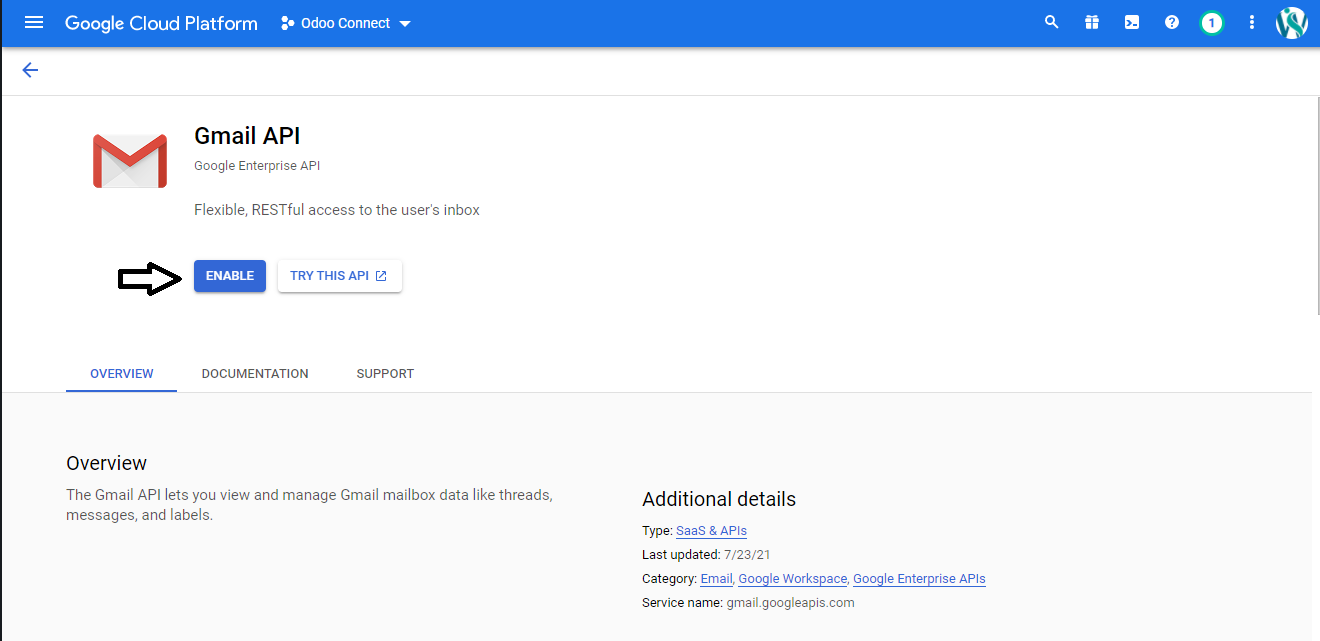 Google Cloud Platform
Odoo Connect
1
Gmail API
Google Enterprise API
Flexible, RESTful access to the user's inbox
ENABLE
TRY THIS API
OVERVIEW
DOCUMENTATION
SUPPORT
Overview
The Gmail API lets you view and manage Gmail mailbox data like threads,
messages, and labels.
Additional details
Type: SaaS & APIs
Last updated: 7/23/21
Category: Email, Google Workspace, Google Enterprise APIs
Service name: gmail.googleapis.com